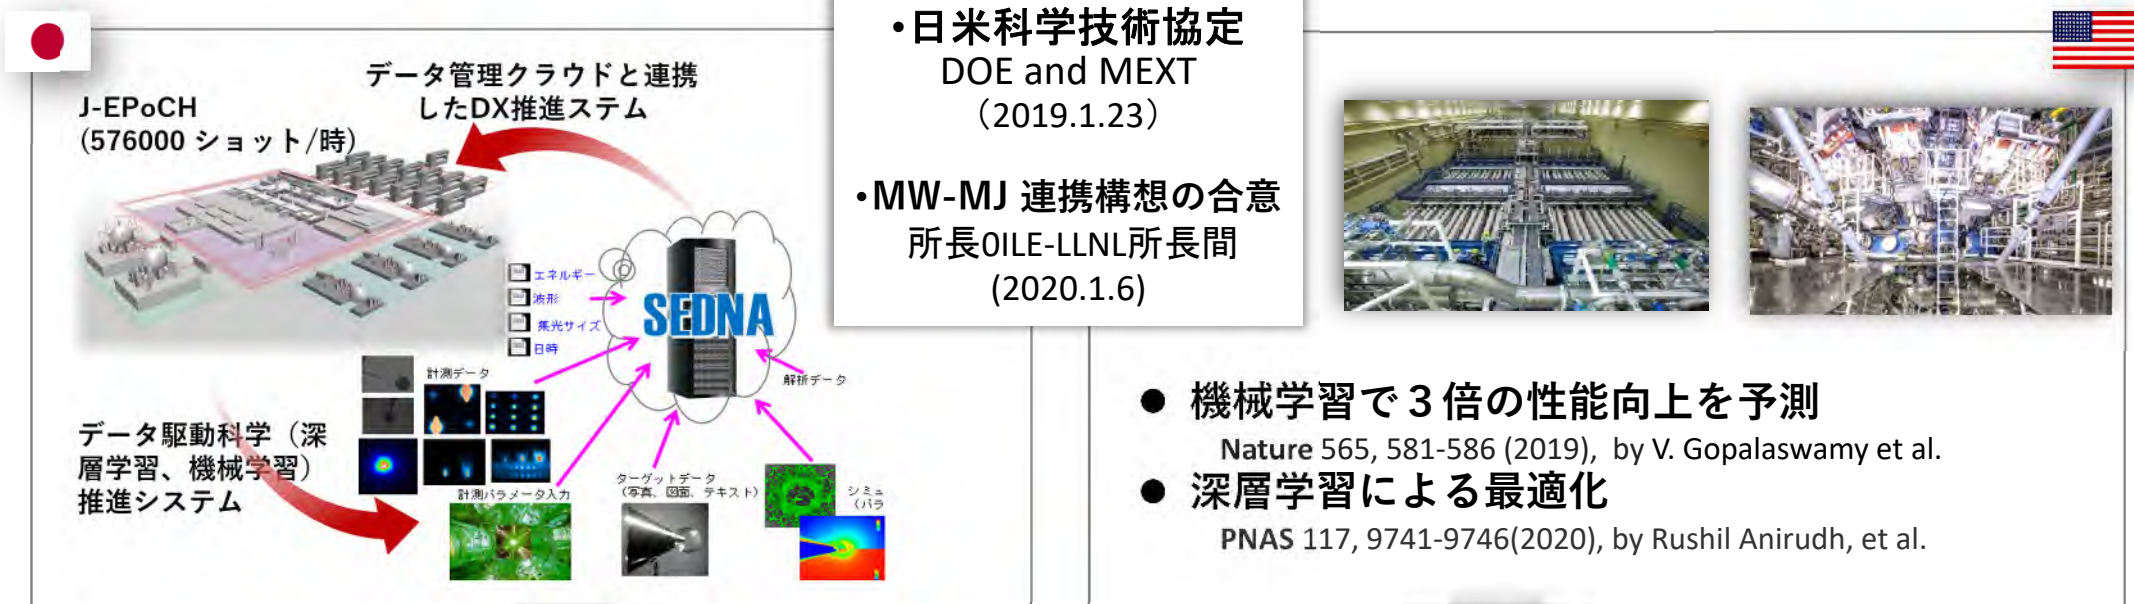 J-EPoCH
(576000 ショット/時)
データ管理クラウドと連携
したDX推進ステム
•日米科学技術協定
DOE and MEXT
（2019.1.23）
•MW-MJ 連携構想の合意
所長0ILE-LLNL所長間
(2020.1.6)
エネルギー
波形
集光サイズ
日時
SEDNA
計測データ
解析データ
データ駆動科学（深
層学習、機械学習）
推進システム
計測パラメータ入力
ターゲットデータ
（写真、図面、テキスト）
シミュ
（パラ
● 機械学習で３倍の性能向上を予測
Nature 565, 581-586 (2019), by V. Gopalaswamy et al.
● 深層学習による最適化
PNAS 117, 9741-9746(2020), by Rushil Anirudh, et al.